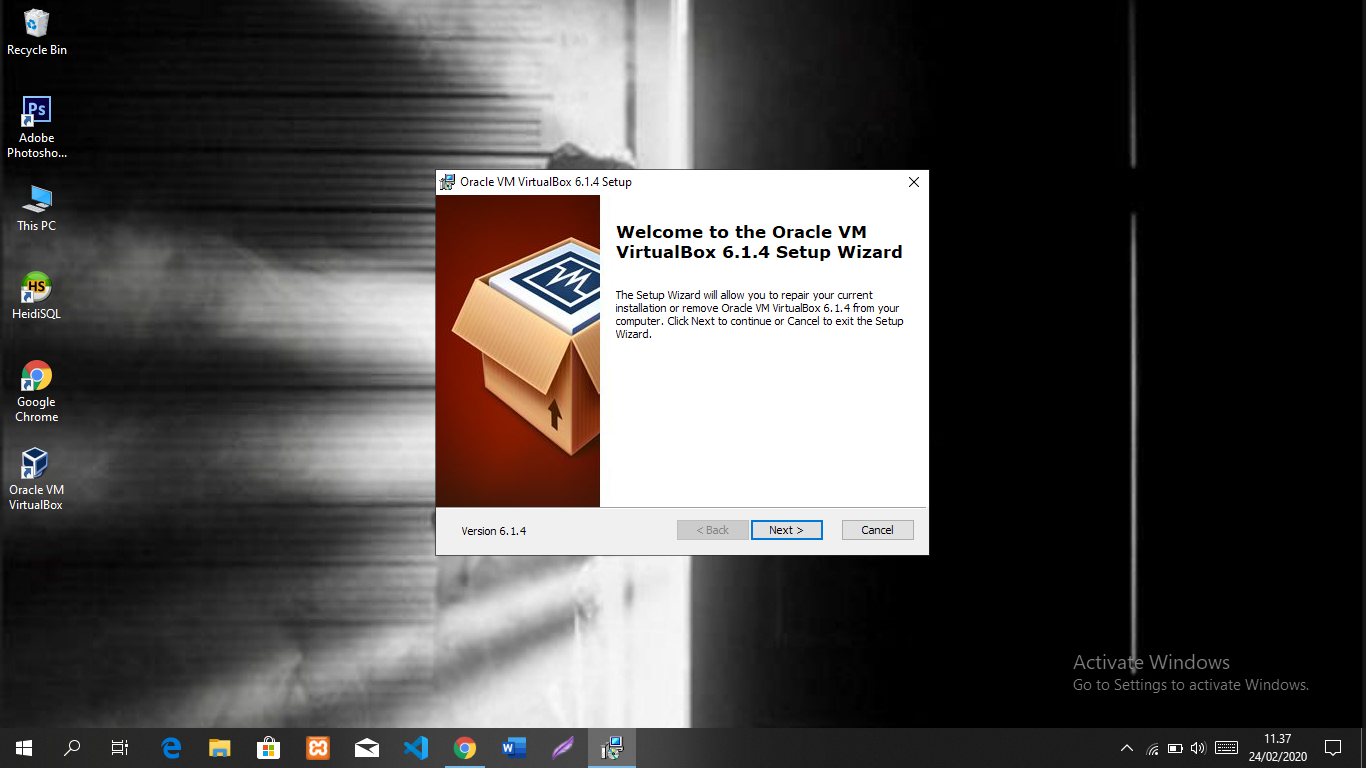 Recycle Bin
Ps
Adobe
Photosho...
This PC
HS
HeidiSQL
Google
Chrome
Oracle VM
VirtualBox
Oracle VM VirtualBox 6.1.4 Setup
Welcome to the Oracle VM
VirtualBox 6.1.4 Setup Wizard
The Setup Wizard will allow you to repair your current
installation or remove Oracle VM VirtualBox 6.1.4 from your
computer. Click Next to continue or Cancel to exit the Setup
Wizard.
Version 6.1.4
< Back
Next >
Cancel
Activate Windows
Go to Settings to activate Windows.
11.37
24/02/2020